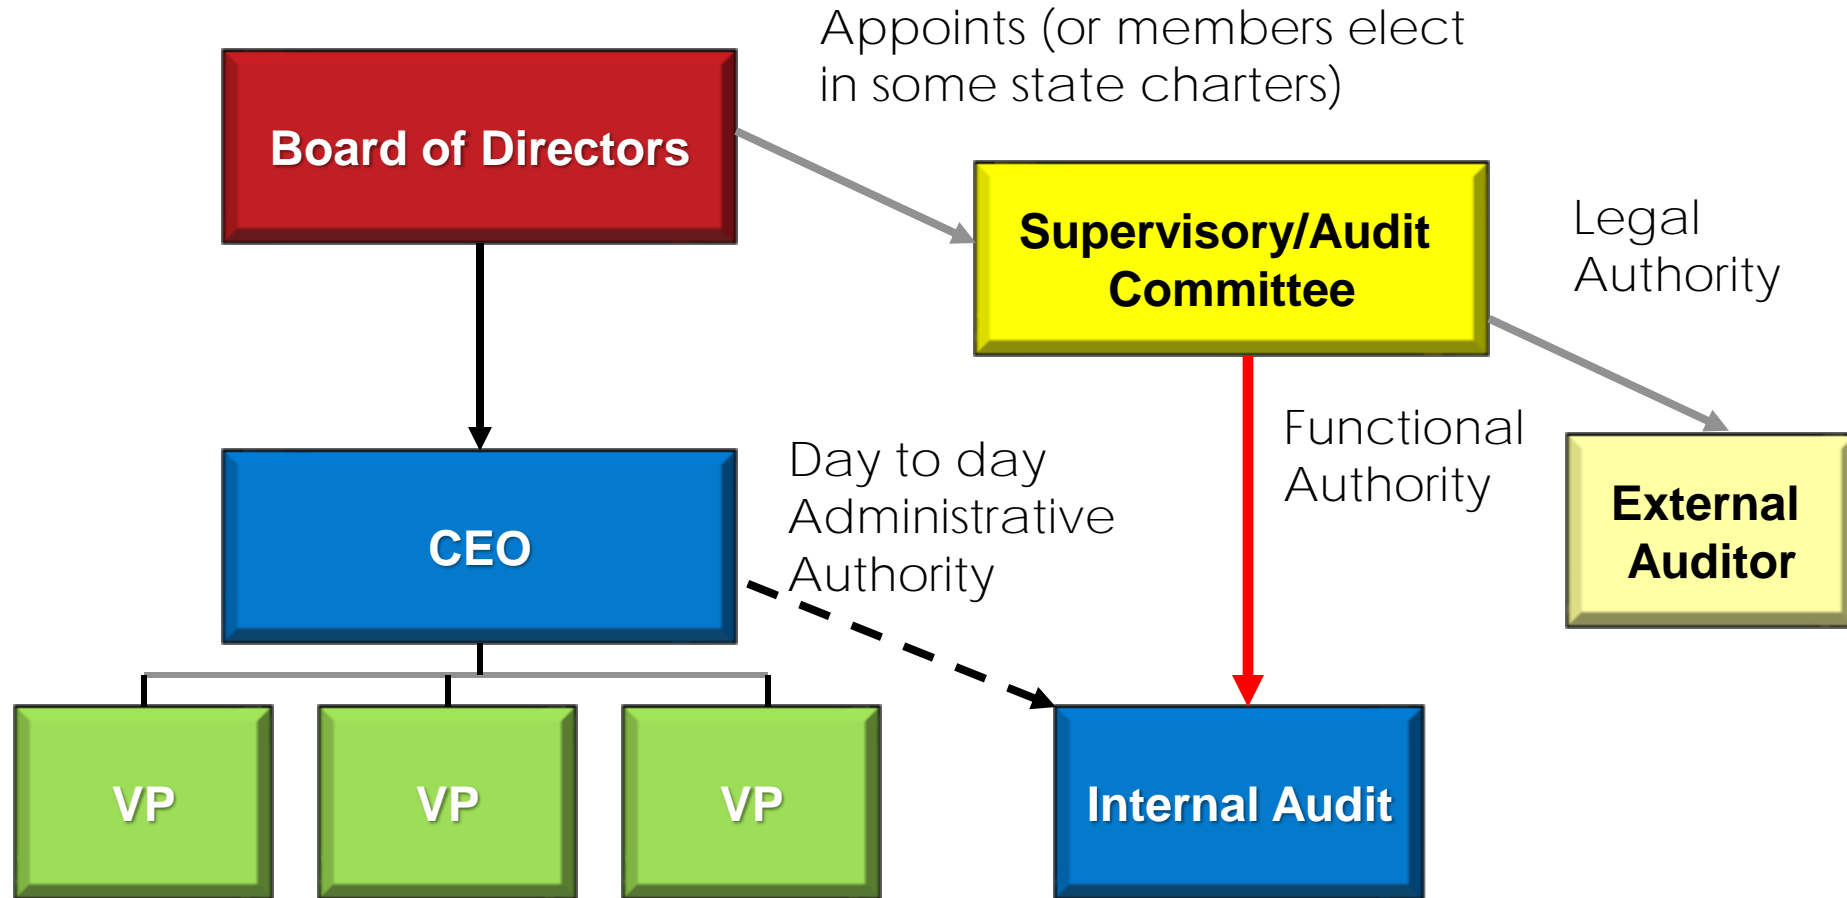 Appoints (or members elect
in some state charters)
Board of Directors
Supervisory/Audit
Committee
Legal
Authority
Day to day
Administrative
Authority
Functional
Authority
CEO
External
Auditor
VP
VP
VP
Internal Audit